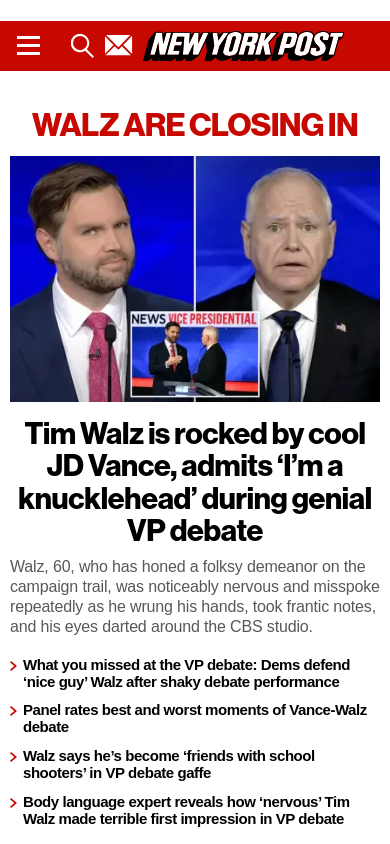 NEW YORK POST
WALZ ARE CLOSING IN
NEWS VICE PRESIDENTIAL
Tim Walz is rocked by cool
JD Vance, admits ‘I’m a
knucklehead’ during genial
VP debate
Walz, 60, who has honed a folksy demeanor on the
campaign trail, was noticeably nervous and misspoke
repeatedly as he wrung his hands, took frantic notes,
and his eyes darted around the CBS studio.
What you missed at the VP debate: Dems defend
‘nice guy’ Walz after shaky debate performance
Panel rates best and worst moments of Vance-Walz
debate
Walz says he’s become ‘friends with school
shooters’ in VP debate gaffe
Body language expert reveals how ‘nervous’ Tim
Walz made terrible first impression in VP debate